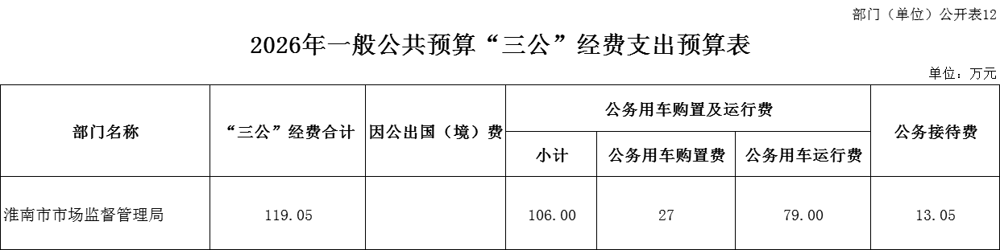 部门（单位）公开表12
2026年一般公共预算“三公”经费支出预算表
单位：万元
部门名称 “三公”经费合计 因公出国（境）费 公务用车购置及运行费 公务接待费
小计 公务用车购置费 公务用车运行费
淮南市市场监督管理局 119.05 106.00 27 79.00 13.05